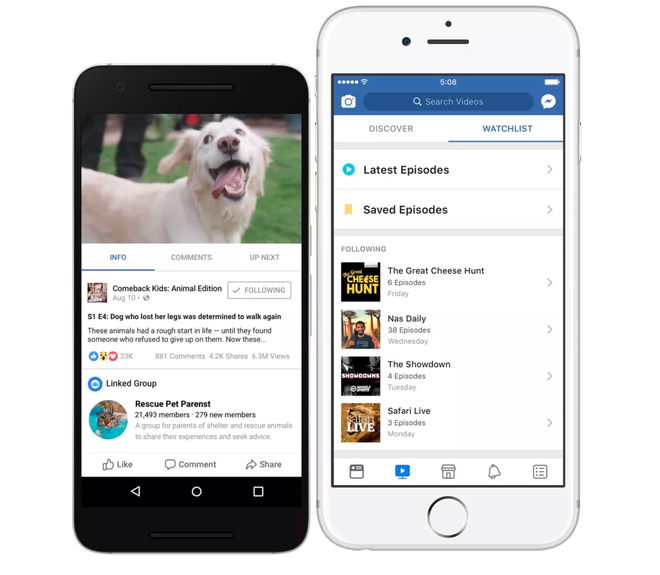 INFO COMMENTS UP NEXT
Comeback Kids: Animal Edition
Aug 10 •
FOLLOWING
S1 E4: Dog who lost her legs was determined to walk again
These animals had a rough start in life — until they found
someone who refused to give up on them. Now these...
23K 881 Comments 4.2K Shares 6.3M Views
Linked Group
Rescue Pet Parenst
21,493 members · 279 new members
A group for parents of shelter and rescue animals
to share their experiences and seek advice.
Like Comment Share
5:08
Search Videos
DISCOVER WATCHLIST
Latest Episodes
Saved Episodes
FOLLOWING
The Great
CHEESE
HUNT
The Great Cheese Hunt
6 Episodes
Friday
Nas Daily
38 Episodes
Wednesday
SHOWDOWNS
The Showdown
4 Episodes
Tuesday
SAFARI
LIVE
Safari Live
3 Episodes
Monday